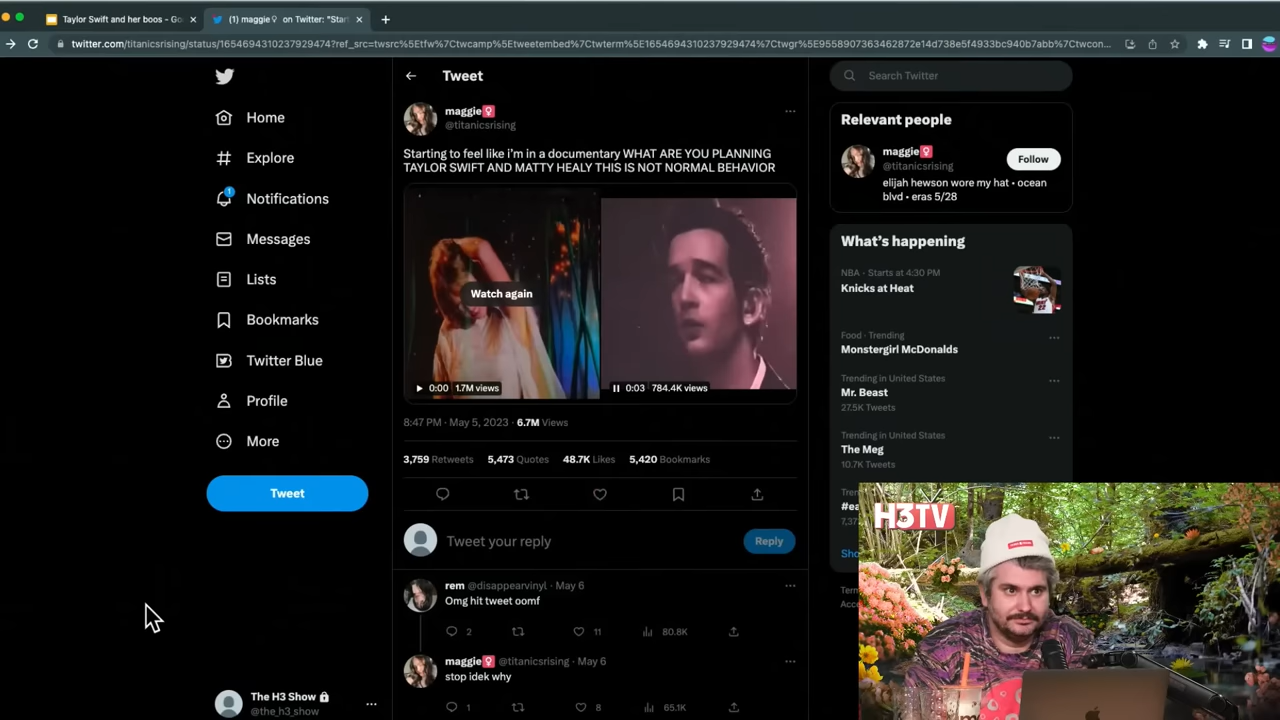 Taylor Swift and her boos - Go
(1) maggie on Twitter: "Star
twitter.com/titanicsrising/status/1654694310237929474?ref_src=twsrc%5Etfw%7Ctwcamp%5Etweetembed%7Ctwterm%5E1654694310237929474%7Ctwgr%5E9558907363462872e14d738e5f4933bc940b7abb%7Ctwcon...
Home
Explore
1
Notifications
Messages
Lists
Bookmarks
Twitter Blue
Profile
More
Tweet
The H3 Show
@the_h3_show
Tweet
maggie
@titanicsrising
Starting to feel like i'm in a documentary WHAT ARE YOU PLANNING
TAYLOR SWIFT AND MATTY HEALY THIS IS NOT NORMAL BEHAVIOR
Watch again
0:00 1.7M views
0:03 784.4K views
8:47 PM · May 5, 2023 · 6.7M Views
3,759 Retweets 5,473 Quotes 48.7K Likes 5,420 Bookmarks
Tweet your reply
Reply
rem @disappearvinyl · May 6
Omg hit tweet oomf
2 11 80.8K
maggie @titanicsrising · May 6
stop idek why
1 8 65.1K
Search Twitter
Relevant people
maggie
@titanicsrising
Follow
elijah hewson wore my hat • ocean
blvd • eras 5/28
What's happening
NBA · Starts at 4:30 PM
Knicks at Heat
Food · Trending
Monstergirl McDonalds
Trending in United States
Mr. Beast
27.5K Tweets
Trending in United States
The Meg
10.7K Tweets
Tre
#ea
7,37
Sho
Term
Acc
H3TV